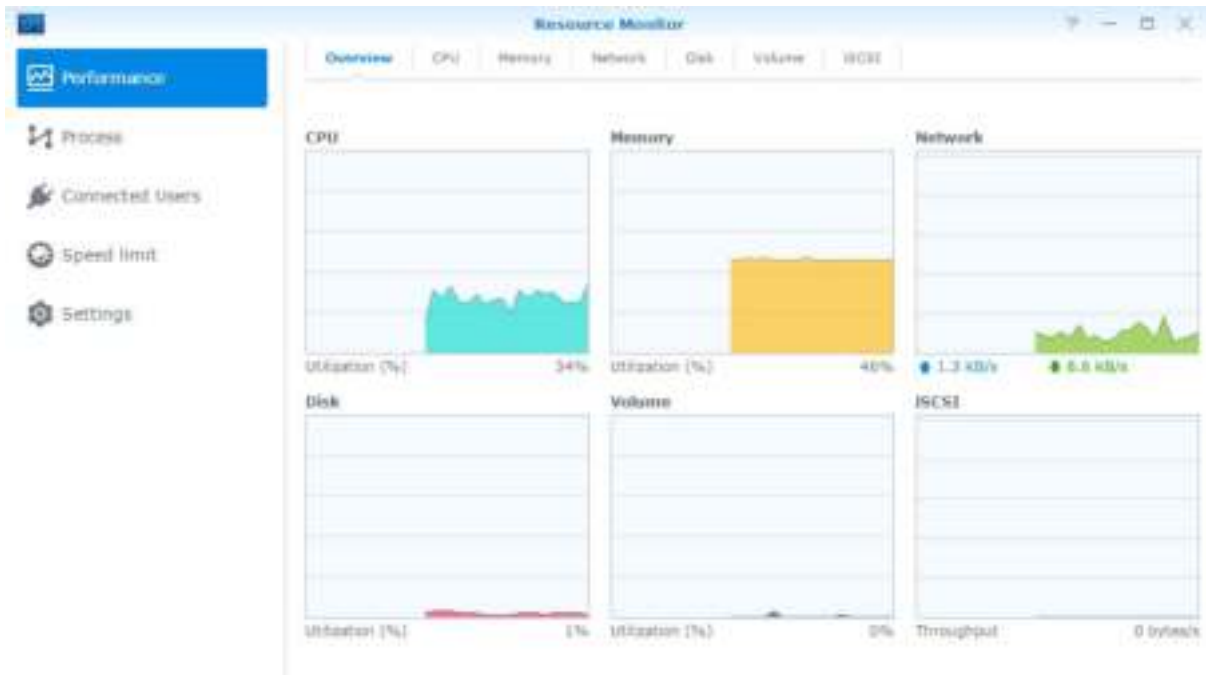 Resource Monitor
Performance
Process
Connected Users
Speed limit
Settings
Overview CPU Memory Network Disk Volume iSCSI
CPU Memory Network
Utilization (%) 34% Utilization (%) 46% 1.3 KB/s 6.6 KB/s
Disk Volume iSCSI
Utilization (%) 1% Utilization (%) 0% Throughput 0 bytes/s